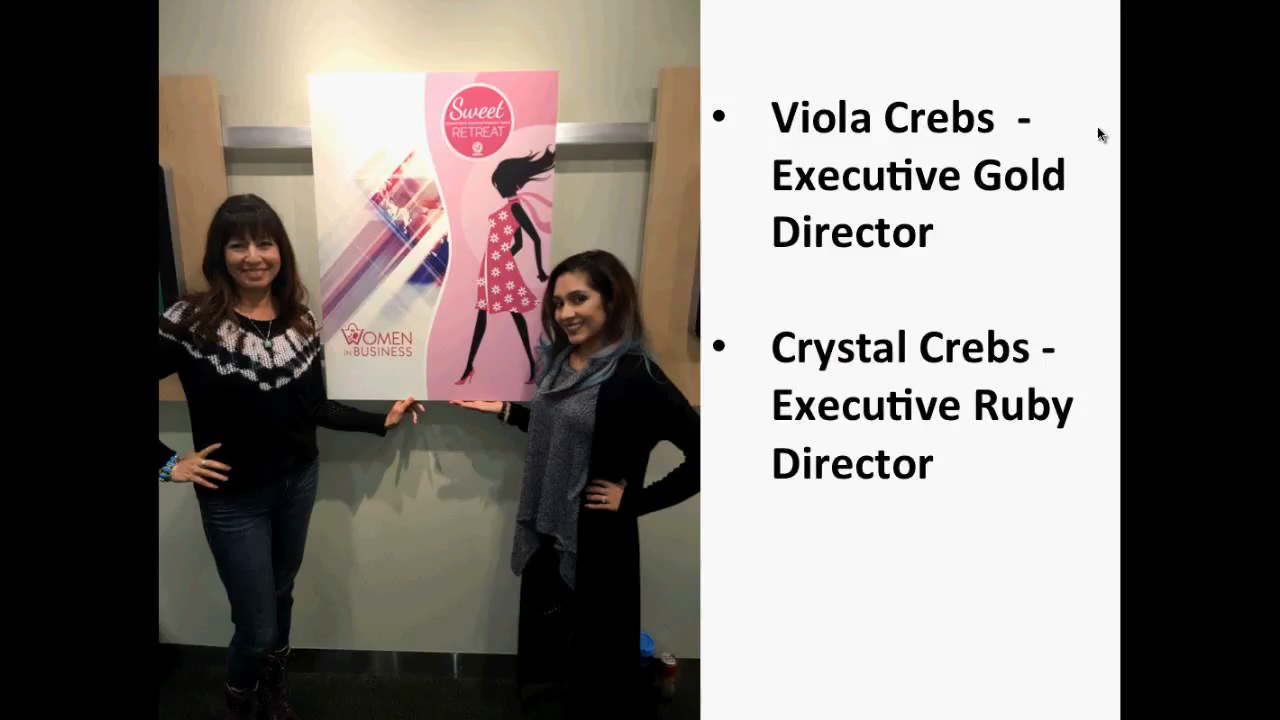 Sweet
RETREAT
WOMEN
IN BUSINESS
• Viola Crebs -
Executive Gold
Director
• Crystal Crebs -
Executive Ruby
Director